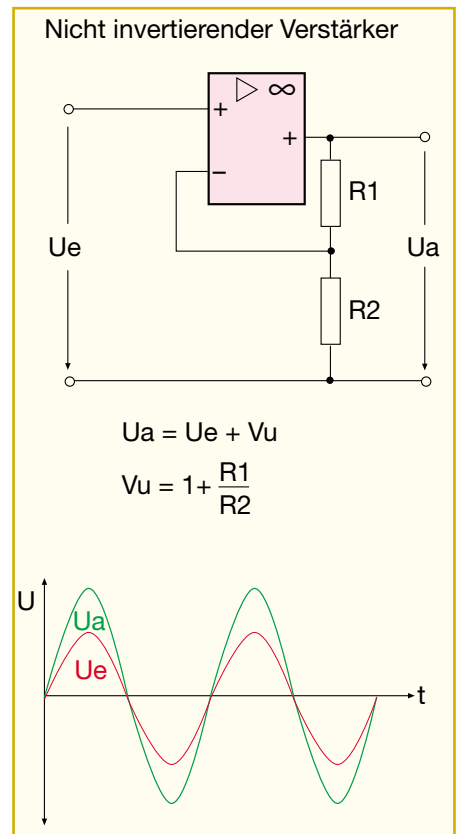 Nicht invertierender Verstärker
▷ ∞
+
+
−
R1
Ue
Ua
R2
Ua = Ue + Vu
Vu = 1+ R1
R2
U
Ua
Ue
t